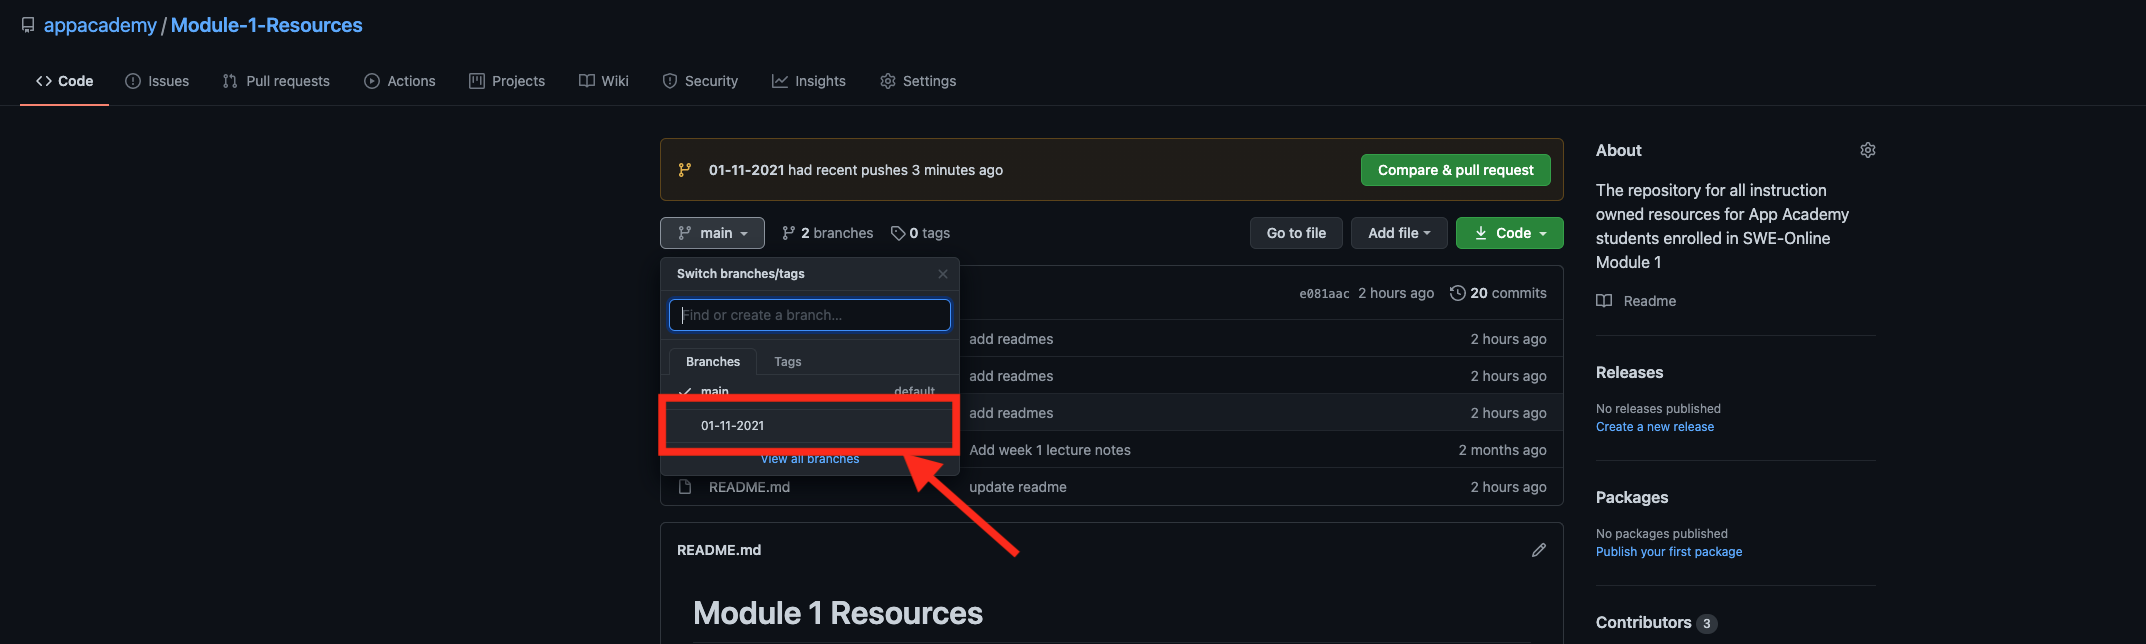 appacademy / Module-1-Resources
Code Issues Pull requests Actions Projects Wiki Security Insights Settings
01-11-2021 had recent pushes 3 minutes ago Compare & pull request
main 2 branches 0 tags Go to file Add file Code
Switch branches/tags
Find or create a branch...
Branches Tags
main default
01-11-2021
View all branches
e081aac 2 hours ago 20 commits
add readmes 2 hours ago
add readmes 2 hours ago
add readmes 2 hours ago
Add week 1 lecture notes 2 months ago
README.md update readme 2 hours ago
README.md
Module 1 Resources
About
The repository for all instruction
owned resources for App Academy
students enrolled in SWE-Online
Module 1
Readme
Releases
No releases published
Create a new release
Packages
No packages published
Publish your first package
Contributors 3